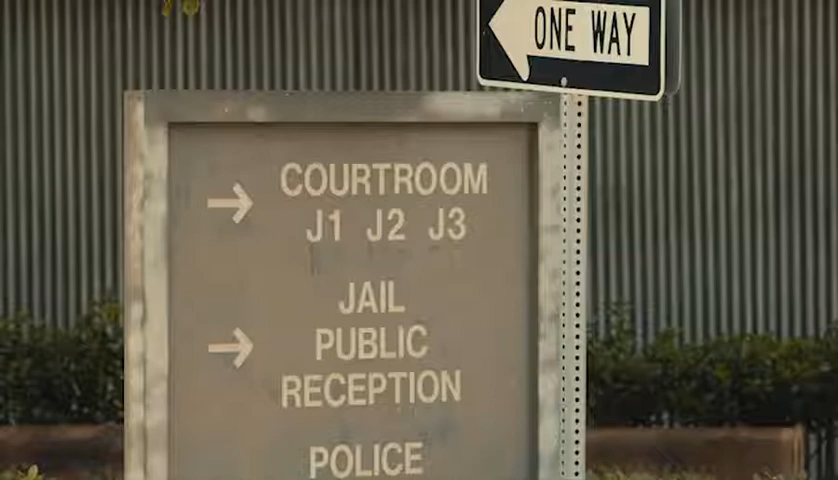 ONE WAY
COURTROOM
J1 J2 J3
JAIL
PUBLIC
RECEPTION
POLICE